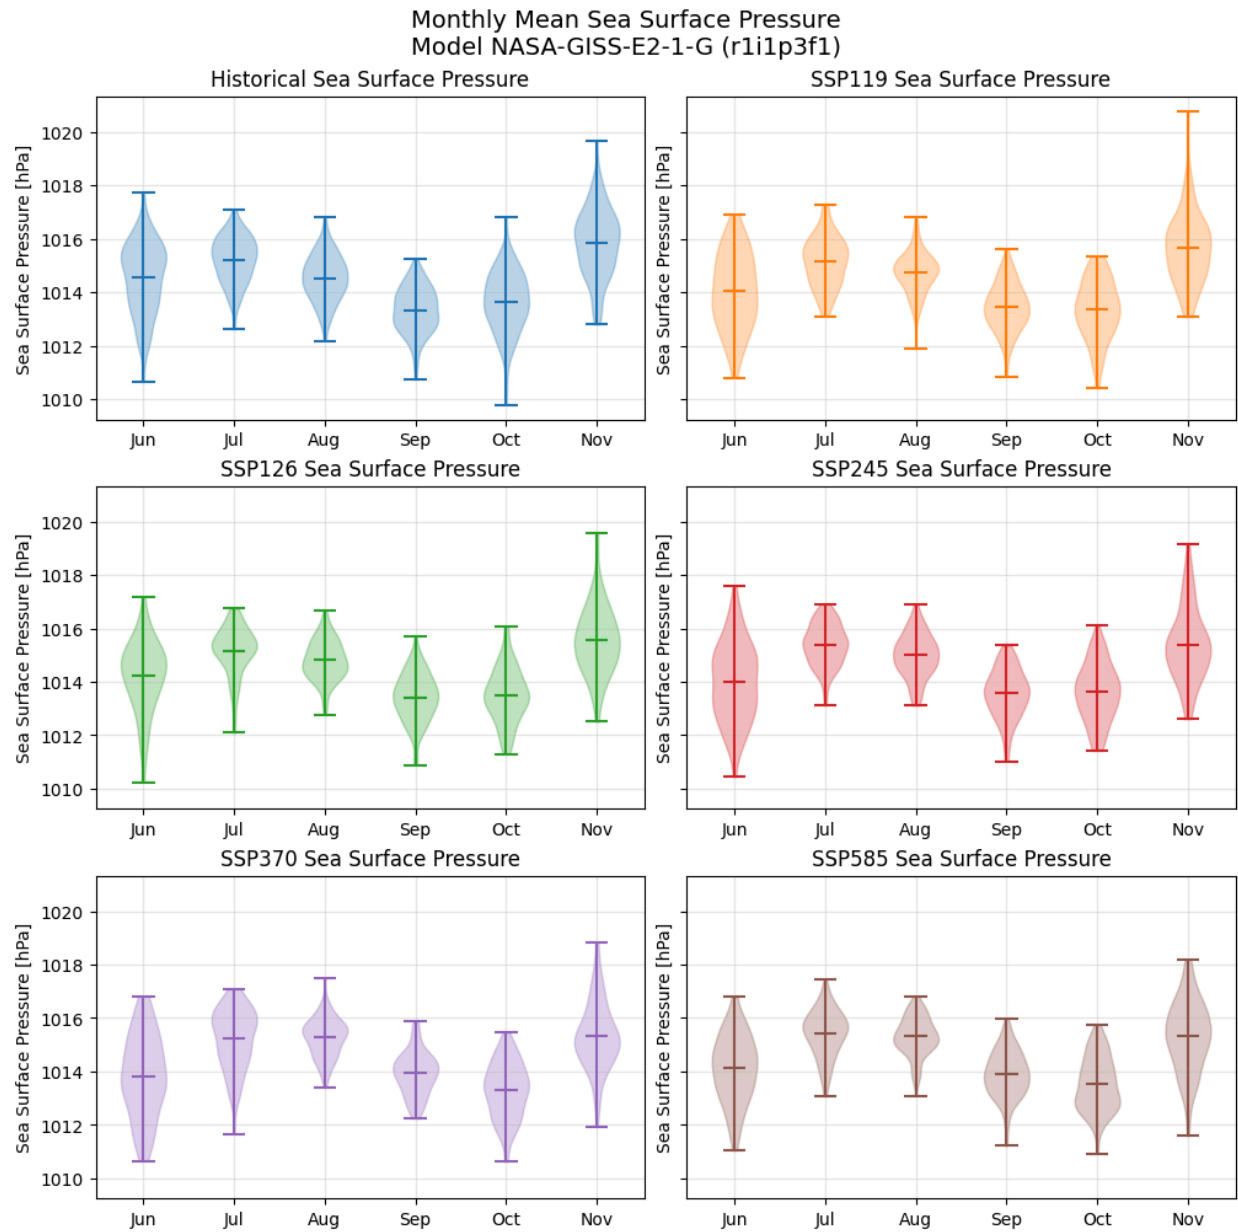 Monthly Mean Sea Surface Pressure
Model NASA-GISS-E2-1-G (r1i1p3f1)
Historical Sea Surface Pressure
Sea Surface Pressure [hPa]
1020
1018
1016
1014
1012
1010
Jun Jul Aug Sep Oct Nov
SSP119 Sea Surface Pressure
Sea Surface Pressure [hPa]
Jun Jul Aug Sep Oct Nov
SSP126 Sea Surface Pressure
Sea Surface Pressure [hPa]
1020
1018
1016
1014
1012
1010
Jun Jul Aug Sep Oct Nov
SSP245 Sea Surface Pressure
Sea Surface Pressure [hPa]
Jun Jul Aug Sep Oct Nov
SSP370 Sea Surface Pressure
Sea Surface Pressure [hPa]
1020
1018
1016
1014
1012
1010
Jun Jul Aug Sep Oct Nov
SSP585 Sea Surface Pressure
Sea Surface Pressure [hPa]
Jun Jul Aug Sep Oct Nov